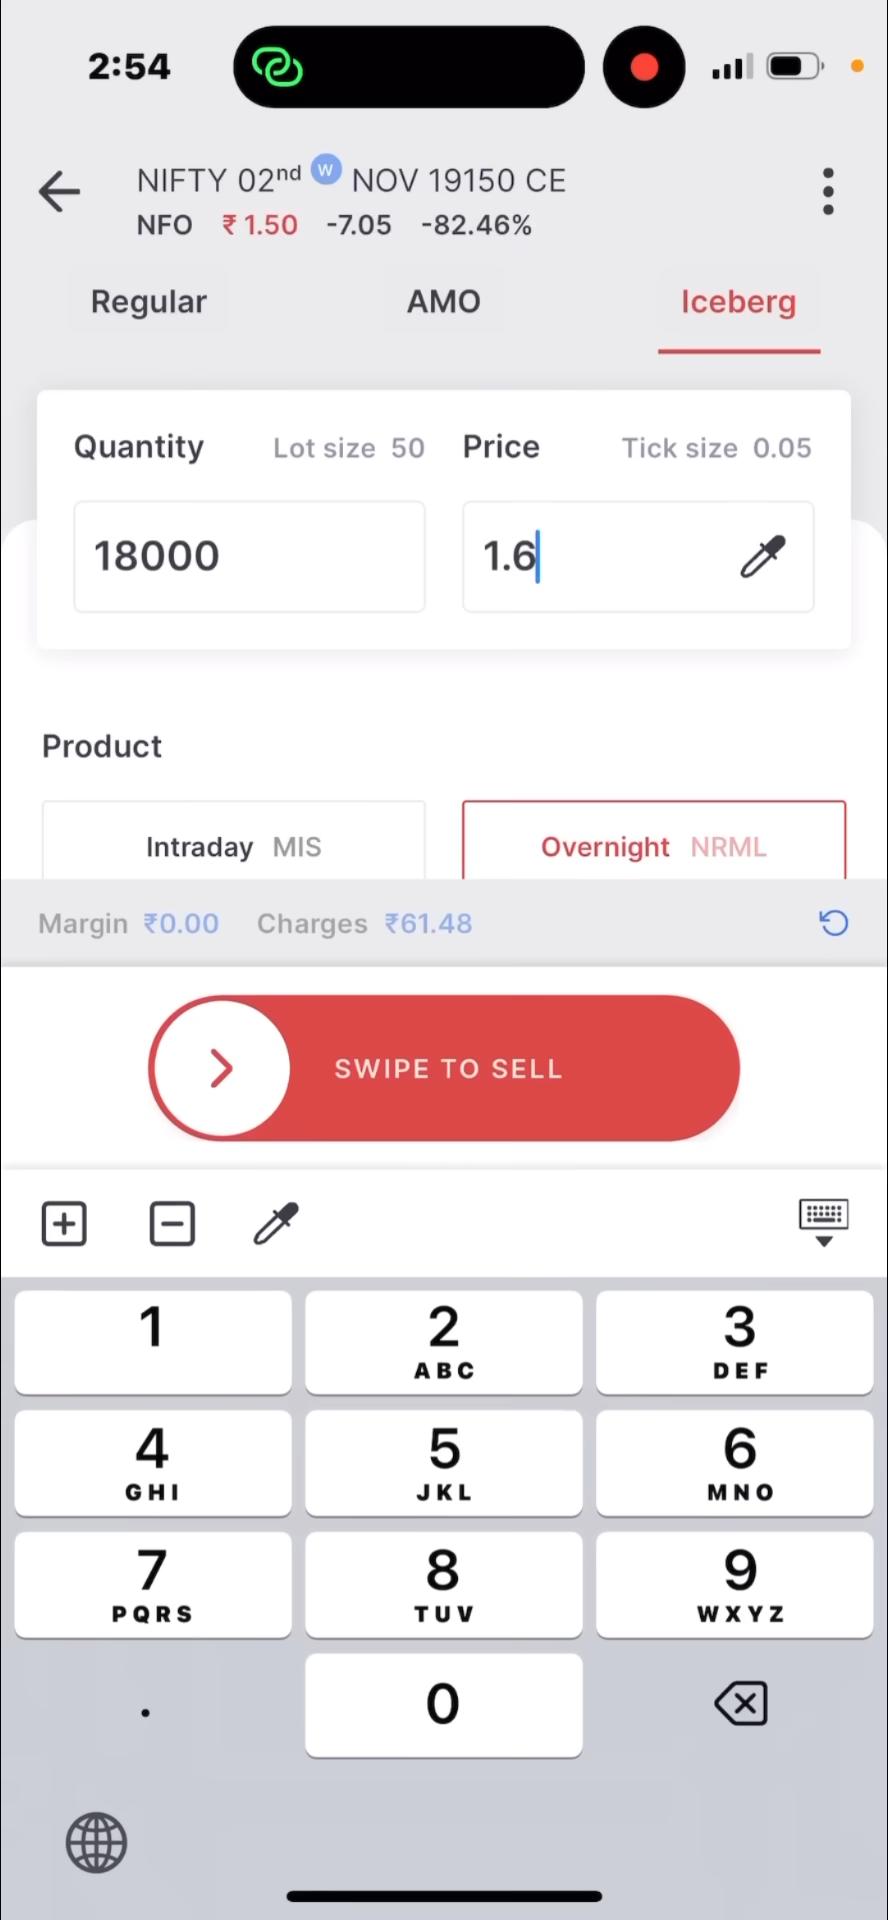 2:54
NIFTY 02nd W NOV 19150 CE
NFO ₹ 1.50 -7.05 -82.46%
Regular AMO Iceberg
Quantity Lot size 50 Price Tick size 0.05
18000 1.6
Product
Intraday MIS Overnight NRML
Margin ₹0.00 Charges ₹61.48
SWIPE TO SELL
1 2 3
ABC DEF
4 5 6
GHI JKL MNO
7 8 9
PQRS TUV WXYZ
. 0